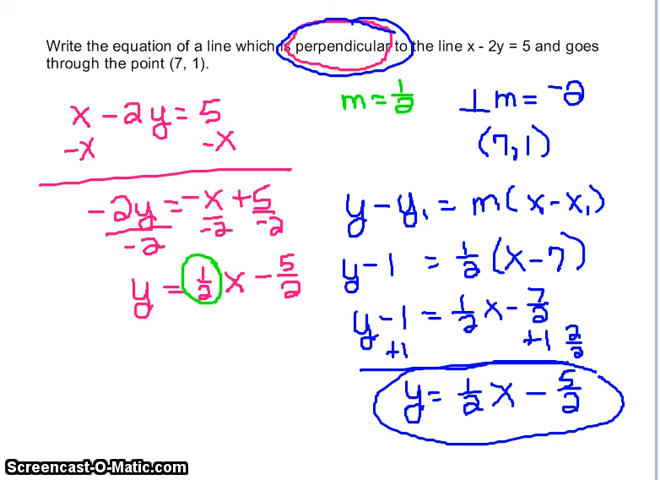 Write the equation of a line which is perpendicular to the line x - 2y = 5 and goes
through the point (7, 1).
x - 2y = 5
-x -x
-2y = -x + 5
-2 -2 -2
y = 1/2 x - 5/2
m = 1/2
⊥m = -2
(7, 1)
y - y₁ = m(x - x₁)
y - 1 = 1/2 (x - 7)
y - 1 = 1/2 x - 7/2
+1 +1 2/2
y = 1/2 x - 5/2
Screencast-O-Matic.com